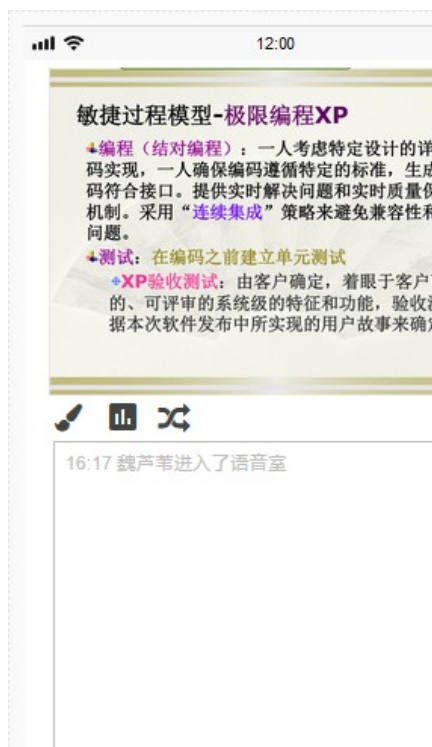 12:00
敏捷过程模型-极限编程XP
编程（结对编程）：一人考虑特定设计的详
码实现，一人确保编码遵循特定的标准，生成
码符合接口。提供实时解决问题和实时质量保
机制。采用“连续集成”策略来避免兼容性和
问题。
测试：在编码之前建立单元测试
XP验收测试：由客户确定，着眼于客户
的、可评审的系统级的特征和功能，验收
据本次软件发布中所实现的用户故事来确
16:17 魏芦苇进入了语音室